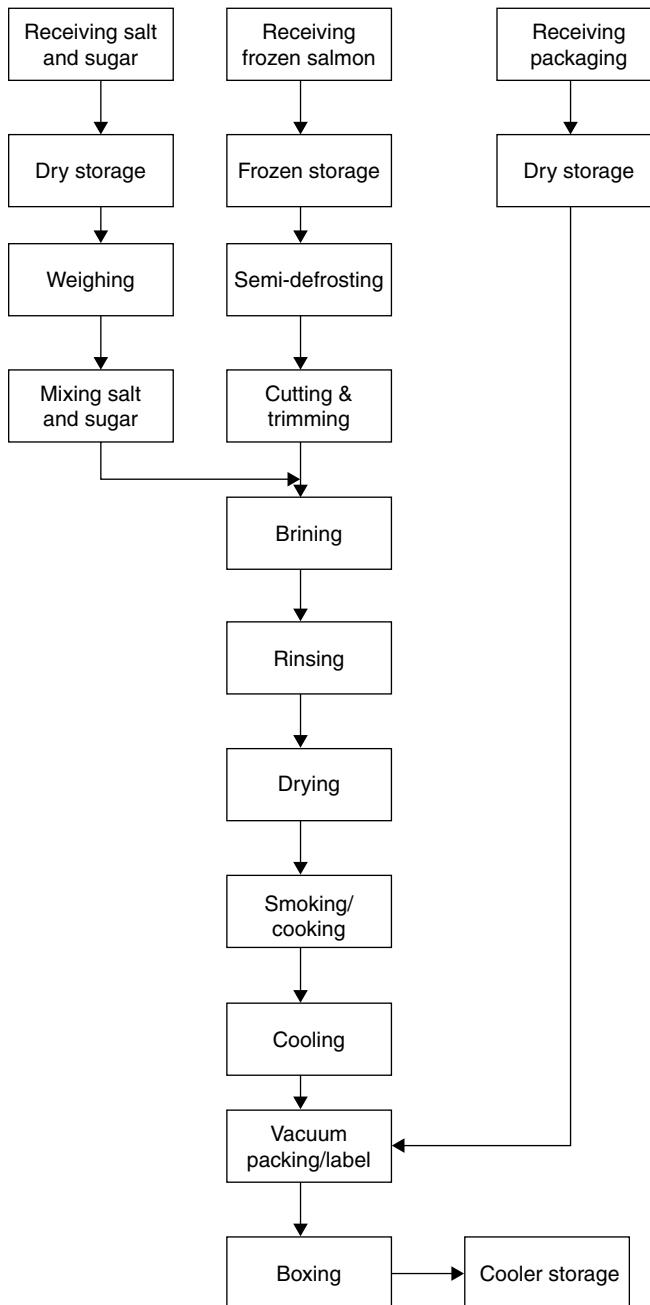 Receiving salt
and sugar
Receiving
frozen salmon
Receiving
packaging
Dry storage
Frozen storage
Dry storage
Weighing
Semi-defrosting
Mixing salt
and sugar
Cutting &
trimming
Brining
Rinsing
Drying
Smoking/
cooking
Cooling
Vacuum
packing/label
Boxing
Cooler storage